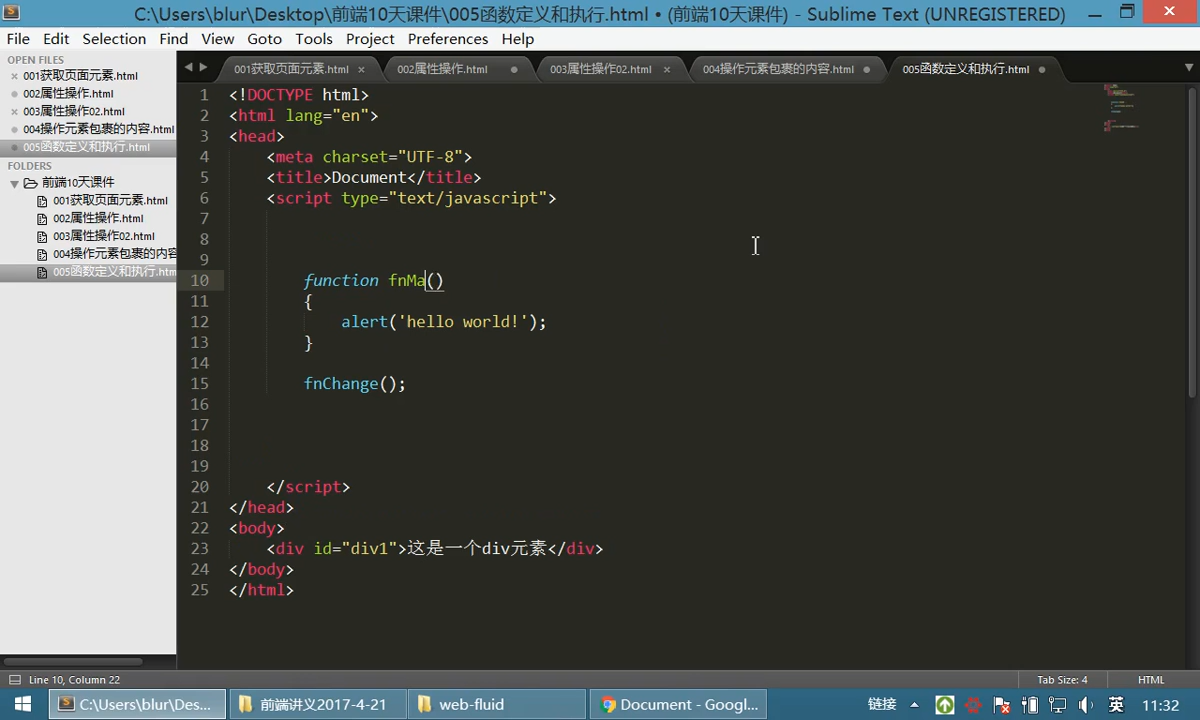 C:\Users\blur\Desktop\前端10天课件\005函数定义和执行.html • (前端10天课件) - Sublime Text (UNREGISTERED)
File Edit Selection Find View Goto Tools Project Preferences Help
OPEN FILES
001获取页面元素.html
002属性操作.html
003属性操作02.html
004操作元素包裹的内容.html
005函数定义和执行.html
FOLDERS
前端10天课件
001获取页面元素.html
002属性操作.html
003属性操作02.html
004操作元素包裹的内容
005函数定义和执行.htm
001获取页面元素.html 002属性操作.html 003属性操作02.html 004操作元素包裹的内容.html 005函数定义和执行.html
1 <!DOCTYPE html>
2 <html lang="en">
3 <head>
4 <meta charset="UTF-8">
5 <title>Document</title>
6 <script type="text/javascript">
7
8
9
10 function fnMa()
11 {
12 alert('hello world!');
13 }
14
15 fnChange();
16
17
18
19
20 </script>
21 </head>
22 <body>
23 <div id="div1">这是一个div元素</div>
24 </body>
25 </html>
Line 10, Column 22 Tab Size: 4 HTML
C:\Users\blur\Des... 前端讲义2017-4-21 web-fluid Document - Googl... 链接 英 11:32